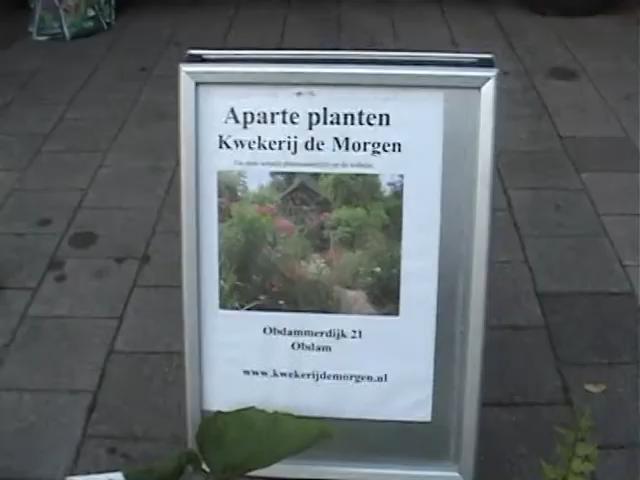 Aparte planten
Kwekerij de Morgen
Obdammerdijk 21
Obdam
www.kwekerijdemorgen.nl